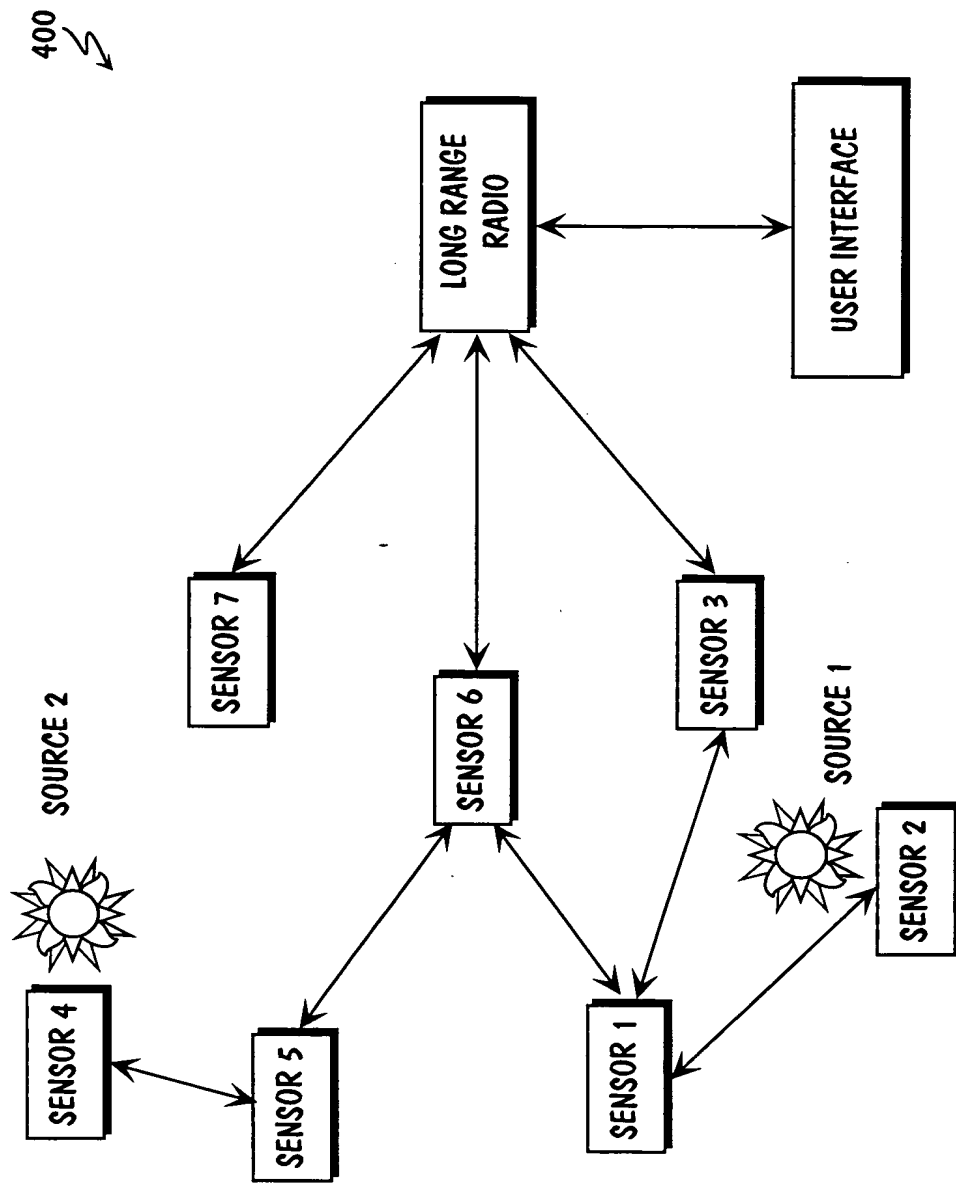 400
SOURCE 2
SENSOR 4
SENSOR 5
SENSOR 7
SENSOR 6
LONG RANGE
RADIO
SENSOR 1
SENSOR 3
SOURCE 1
SENSOR 2
USER INTERFACE